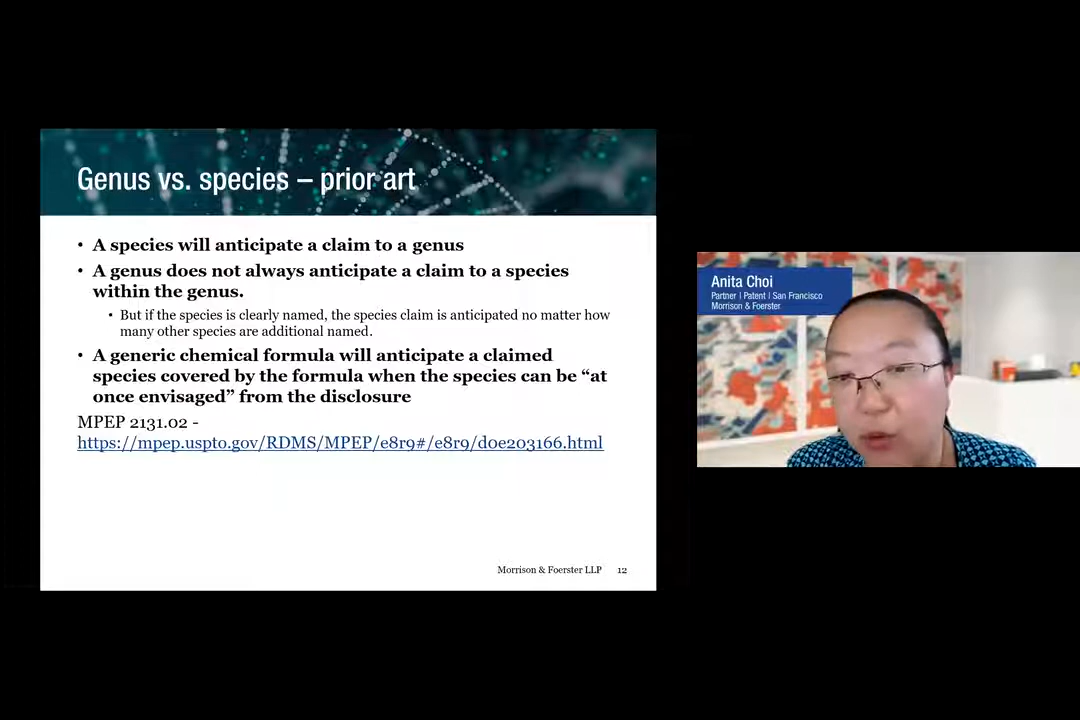 Genus vs. species – prior art
• A species will anticipate a claim to a genus
• A genus does not always anticipate a claim to a species
within the genus.
• But if the species is clearly named, the species claim is anticipated no matter how
many other species are additional named.
• A generic chemical formula will anticipate a claimed
species covered by the formula when the species can be “at
once envisaged” from the disclosure
MPEP 2131.02 -
https://mpep.uspto.gov/RDMS/MPEP/e8r9#/e8r9/d0e203166.html
Morrison & Foerster LLP 12
Anita Choi
Partner | Patent | San Francisco
Morrison & Foerster